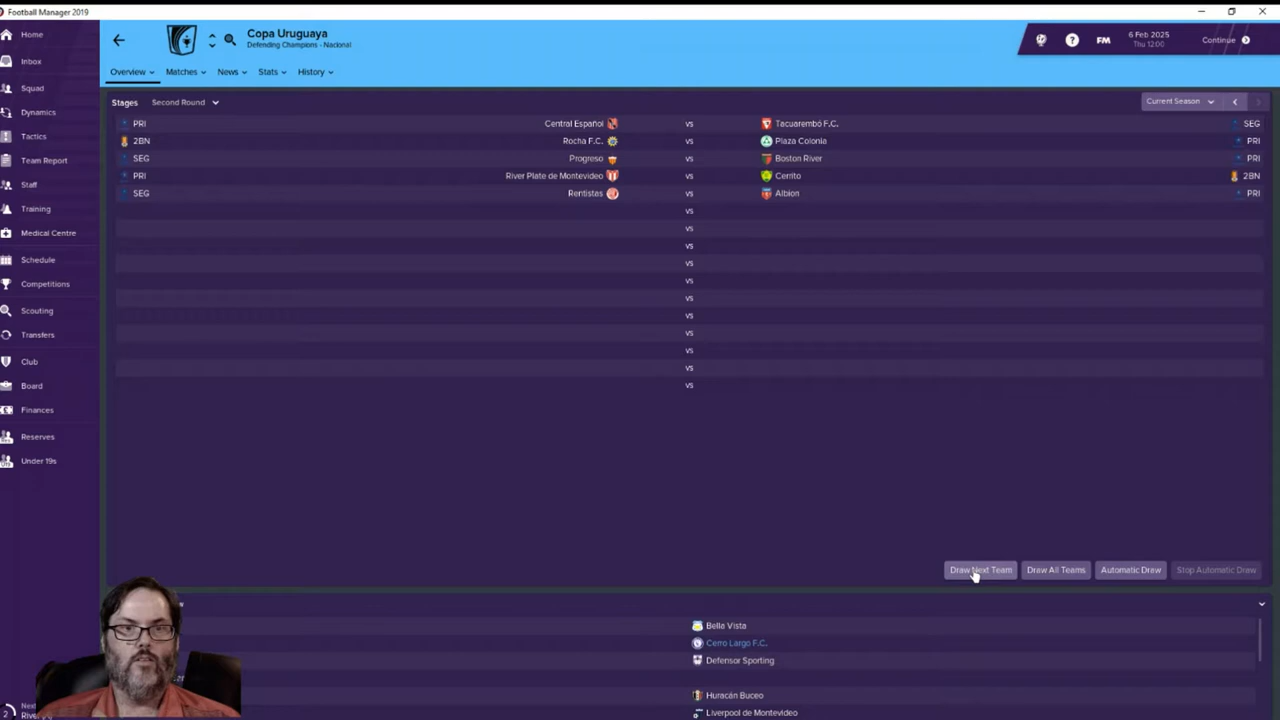 Football Manager 2019
Home
Inbox
Squad
Dynamics
Tactics
Team Report
Staff
Training
Medical Centre
Schedule
Competitions
Scouting
Transfers
Club
Board
Finances
Reserves
Under 19s
Copa Uruguaya
Defending Champions - Nacional
FM
6 Feb 2025
Thu 12:00
Continue
Overview Matches News Stats History
Stages Second Round
Current Season
PRI Central Español vs Tacuarembó F.C. SEG
2BN Rocha F.C. vs Plaza Colonia PRI
SEG Progreso vs Boston River PRI
PRI River Plate de Montevideo vs Cerrito 2BN
SEG Rentistas vs Albion PRI
vs
vs
vs
vs
vs
vs
vs
vs
vs
vs
vs
Draw Next Team Draw All Teams Automatic Draw Stop Automatic Draw
Bella Vista
Cerro Largo F.C.
Defensor Sporting
Huracán Buceo
Liverpool de Montevideo
2